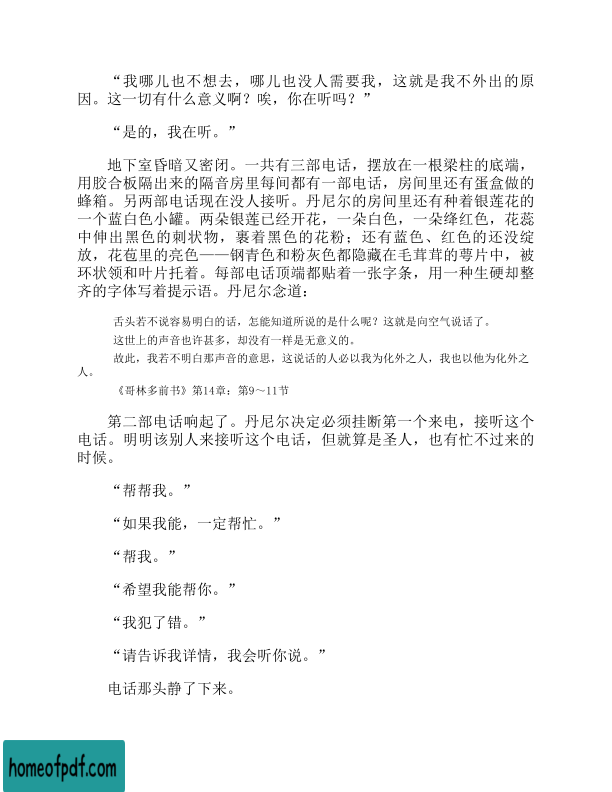 “我哪儿也不想去，哪儿也没人需要我，这就是我不外出的原
因。这一切有什么意义啊？唉，你在听吗？”
“是的，我在听。”
地下室昏暗又密闭。一共有三部电话，摆放在一根梁柱的底端，
用胶合板隔出来的隔音房里每间都有一部电话，房间里还有蛋盒做的
蜂箱。另两部电话现在没人接听。丹尼尔的房间里还有种着银莲花的
一个蓝白色小罐。两朵银莲已经开花，一朵白色，一朵绛红色，花蕊
中伸出黑色的刺状物，裹着黑色的花粉；还有蓝色、红色的还没绽
放，花苞里的亮色——钢青色和粉灰色都隐藏在毛茸茸的萼片中，被
环状领和叶片托着。每部电话顶端都贴着一张字条，用一种生硬却整
齐的字体写着提示语。丹尼尔念道：
舌头若不说容易明白的话，怎能知道所说的是什么呢？这就是向空气说话了。
这世上的声音也许甚多，却没有一样是无意义的。
故此，我若不明白那声音的意思，这说话的人必以我为化外之人，我也以他为化外之
人。
《哥林多前书》第14章：第9～11节
第二部电话响起了。丹尼尔决定必须挂断第一个来电，接听这个
电话。明明该别人来接听这个电话，但就算是圣人，也有忙不过来的
时候。
“帮帮我。”
“如果我能，一定帮忙。”
“帮我。”
“希望我能帮你。”
“我犯了错。”
“请告诉我详情，我会听你说。”
电话那头静了下来。
homeofpdf.com